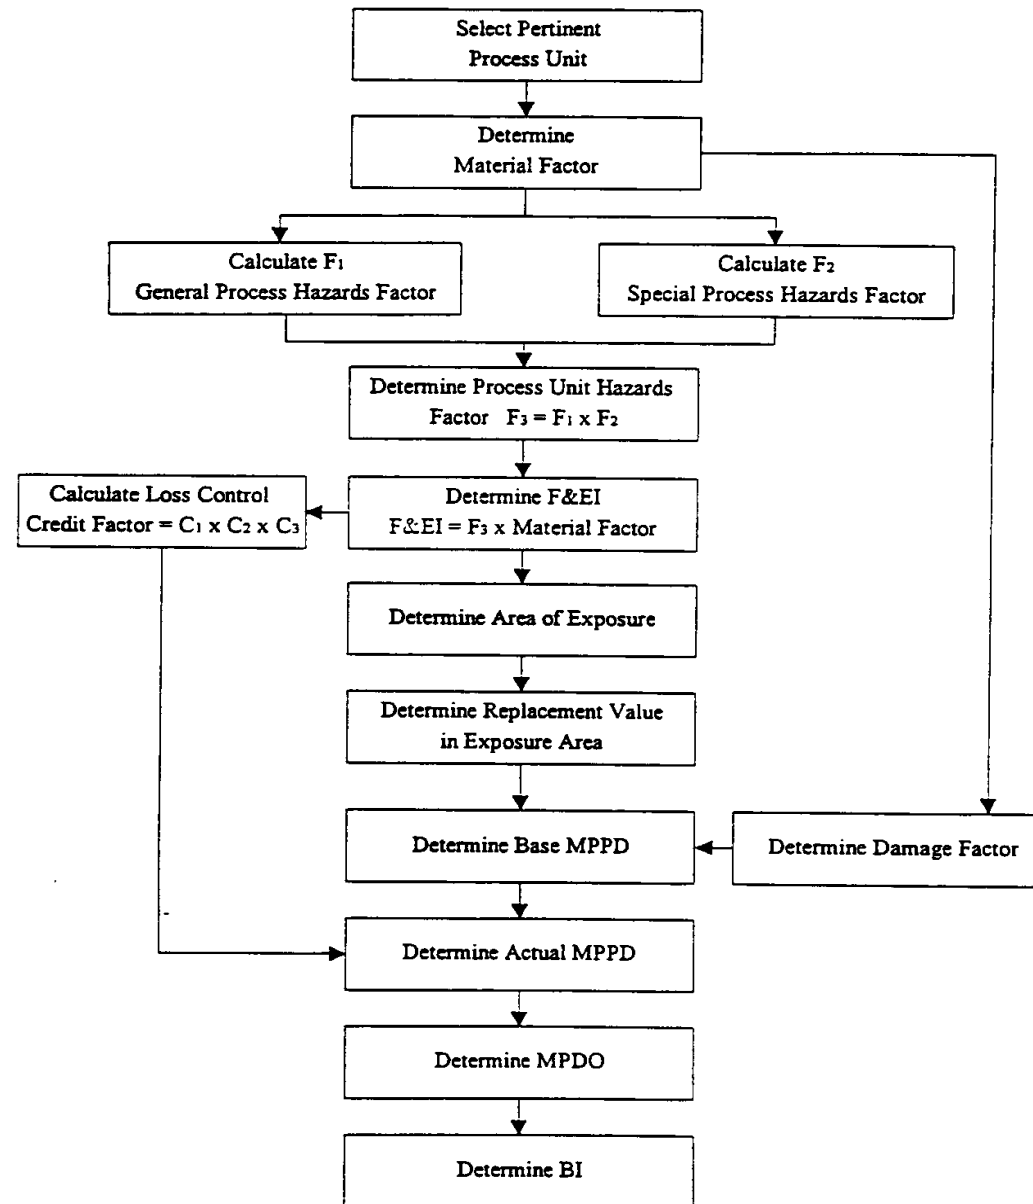 Select Pertinent
Process Unit
Determine
Material Factor
Calculate F₁
General Process Hazards Factor
Calculate F₂
Special Process Hazards Factor
Determine Process Unit Hazards
Factor F₃ = F₁ x F₂
Calculate Loss Control
Credit Factor = C₁ x C₂ x C₃
Determine F&EI
F&EI = F₃ x Material Factor
Determine Area of Exposure
Determine Replacement Value
in Exposure Area
Determine Base MPPD
Determine Damage Factor
Determine Actual MPPD
Determine MPDO
Determine BI